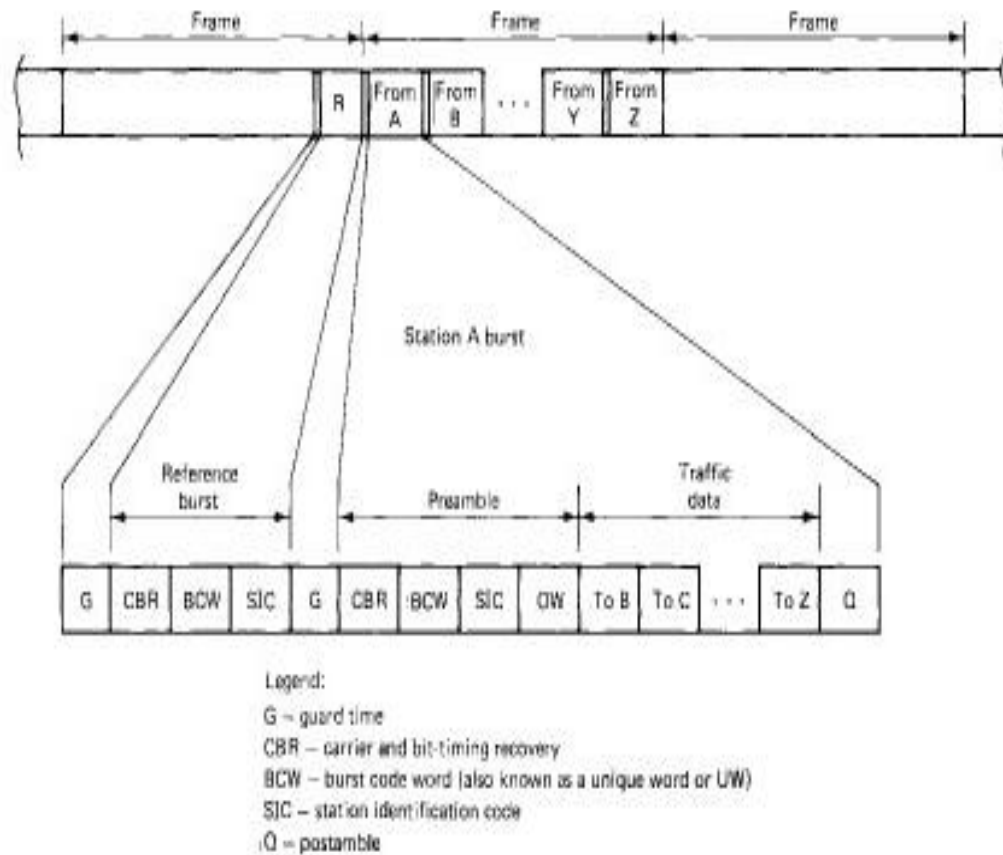 Frame Frame Frame
R From A From B ... From Y From Z
Station A burst
Reference burst Preamble Traffic data
G CBR BCW SIC G CBR BCW SIC OW To B To C ... To Z Q
Legend:
G – guard time
CBR – carrier and bit-timing recovery
BCW – burst code word (also known as a unique word or UW)
SIC – station identification code
Q – postamble